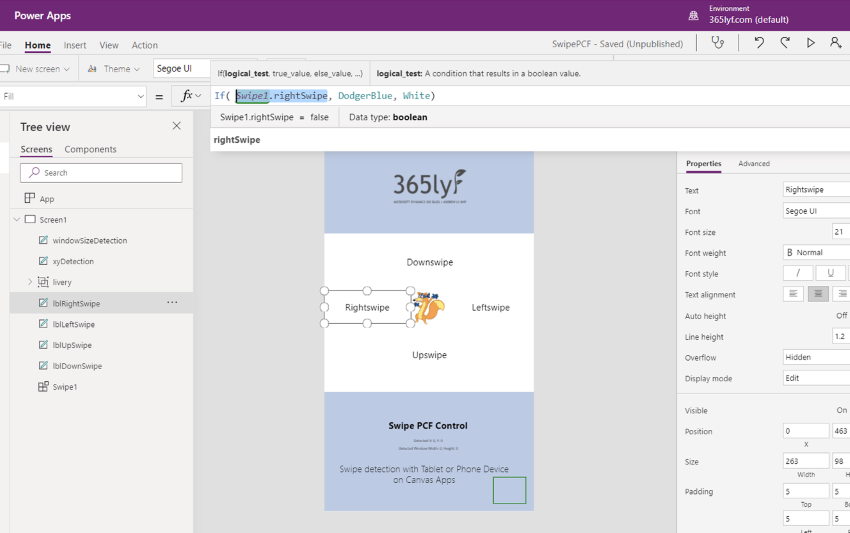 Power Apps
Environment
365lyf.com (default)
File Home Insert View Action
SwipePCF - Saved (Unpublished)
New screen
Theme
Segoe UI
If(logical_test, true_value, else_value, ...)
logical_test: A condition that results in a boolean value.
Fill
=
fx
If( Swipe1.rightSwipe, DodgerBlue, White)
Swipe1.rightSwipe = false
Data type: boolean
rightSwipe
Tree view
Screens Components
Search
App
Screen1
windowSizeDetection
xyDetection
livery
lblRightSwipe
lblLeftSwipe
lblUpSwipe
lblDownSwipe
Swipe1
365lyf
Downswipe
Rightswipe
Leftswipe
Upswipe
Swipe PCF Control
Swipe detection with Tablet or Phone Device
on Canvas Apps
Properties Advanced
Text Rightswipe
Font Segoe UI
Font size 21
Font weight B Normal
Font style / U
Text alignment
Auto height Off
Line height 1.2
Overflow Hidden
Display mode Edit
Visible On
Position 0 463
X
Size 263 98
Width H
Padding 5 5
Top Bo
5 5
Left